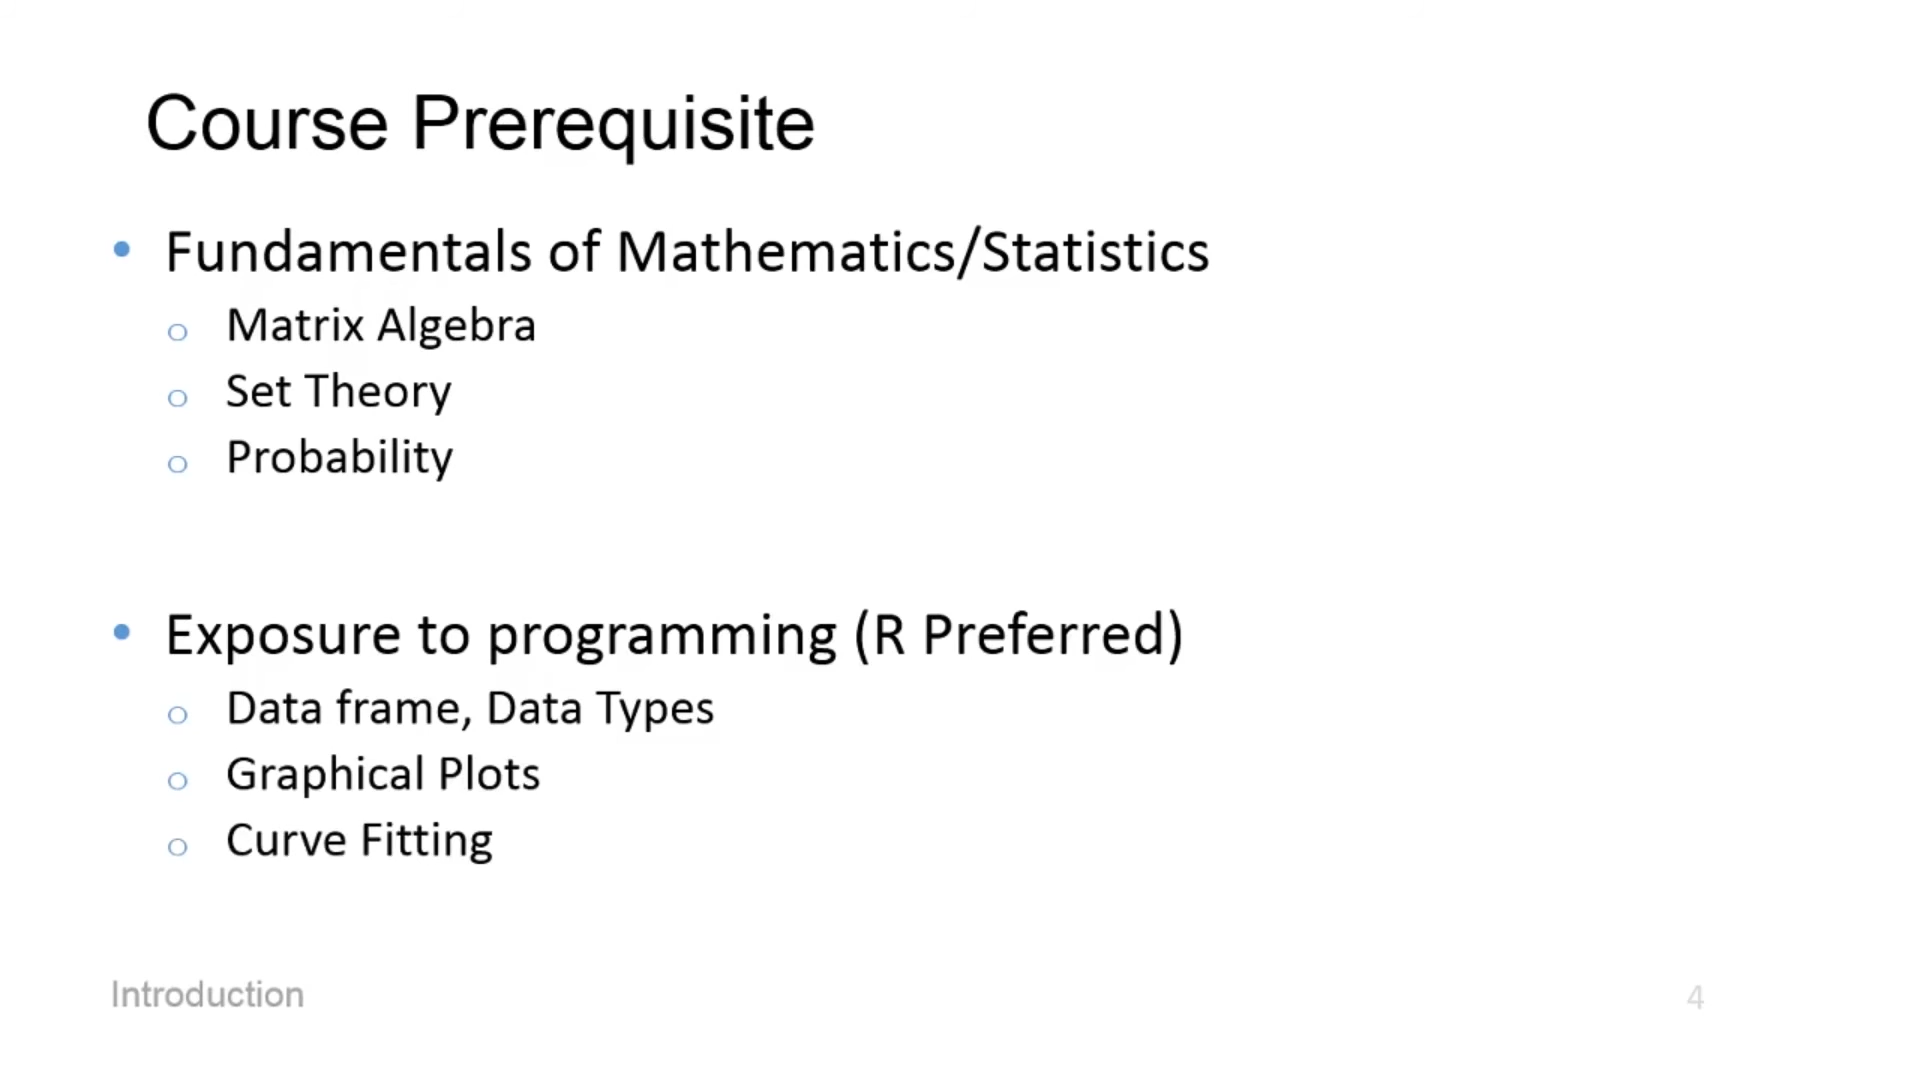 Course Prerequisite
• Fundamentals of Mathematics/Statistics
o Matrix Algebra
o Set Theory
o Probability
• Exposure to programming (R Preferred)
o Data frame, Data Types
o Graphical Plots
o Curve Fitting
Introduction
4